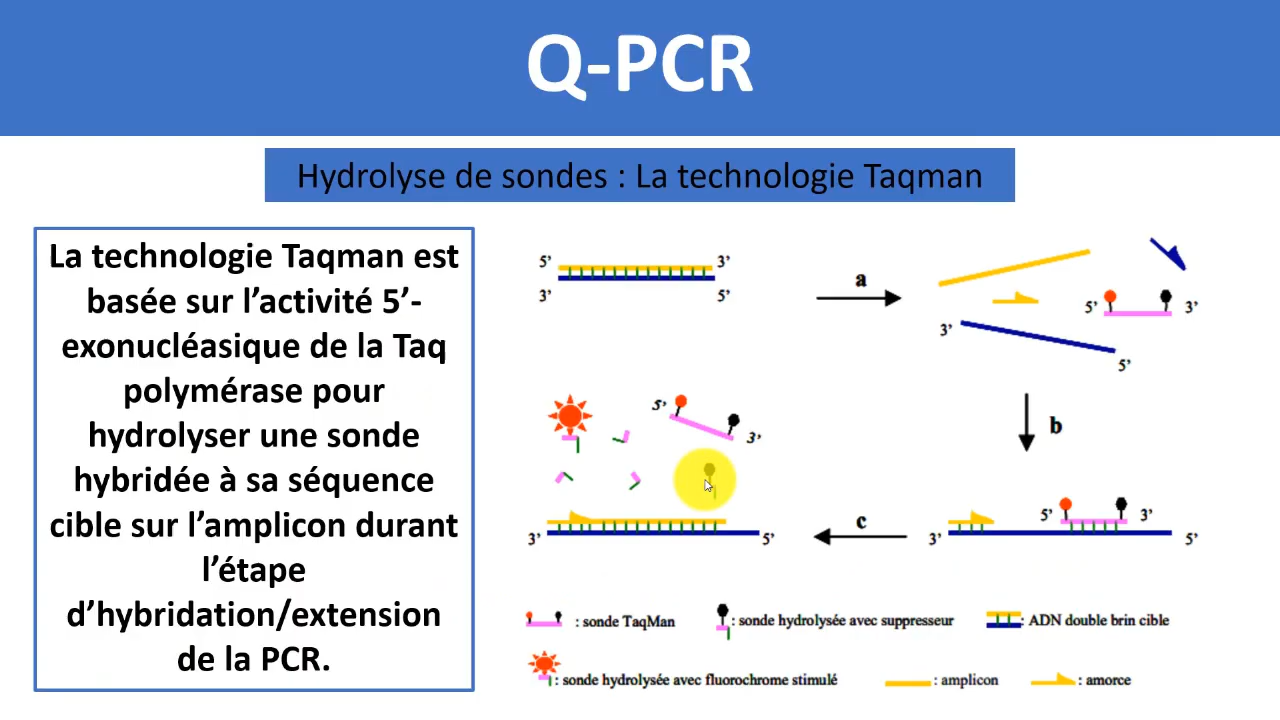 Q-PCR
Hydrolyse de sondes : La technologie Taqman
La technologie Taqman est
basée sur l’activité 5’-
exonucléasique de la Taq
polymérase pour
hydrolyser une sonde
hybridée à sa séquence
cible sur l’amplicon durant
l’étape
d’hybridation/extension
de la PCR.
5’ 3’
3’ 5’
a
5’ 3’
3’
5’
b
5’
3’
5’ 3’
3’ 5’
c
3’ 5’
: sonde TaqMan
: sonde hydrolysée avec suppresseur
: ADN double brin cible
: sonde hydrolysée avec fluorochrome stimulé
: amplicon
: amorce